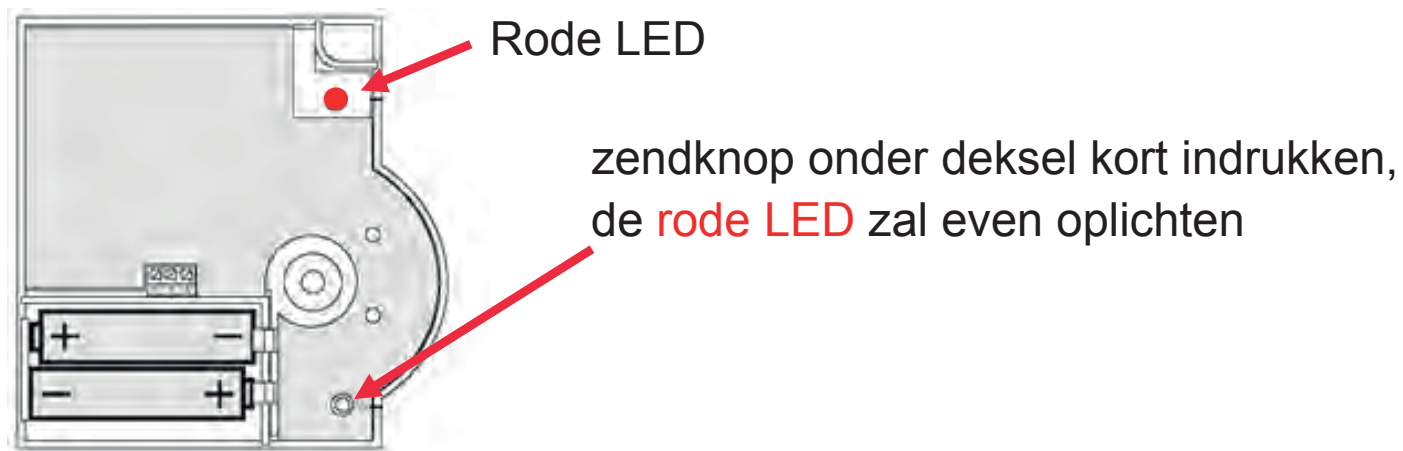 Rode LED
zendknop onder deksel kort indrukken,
de rode LED zal even oplichten
+ −
− +